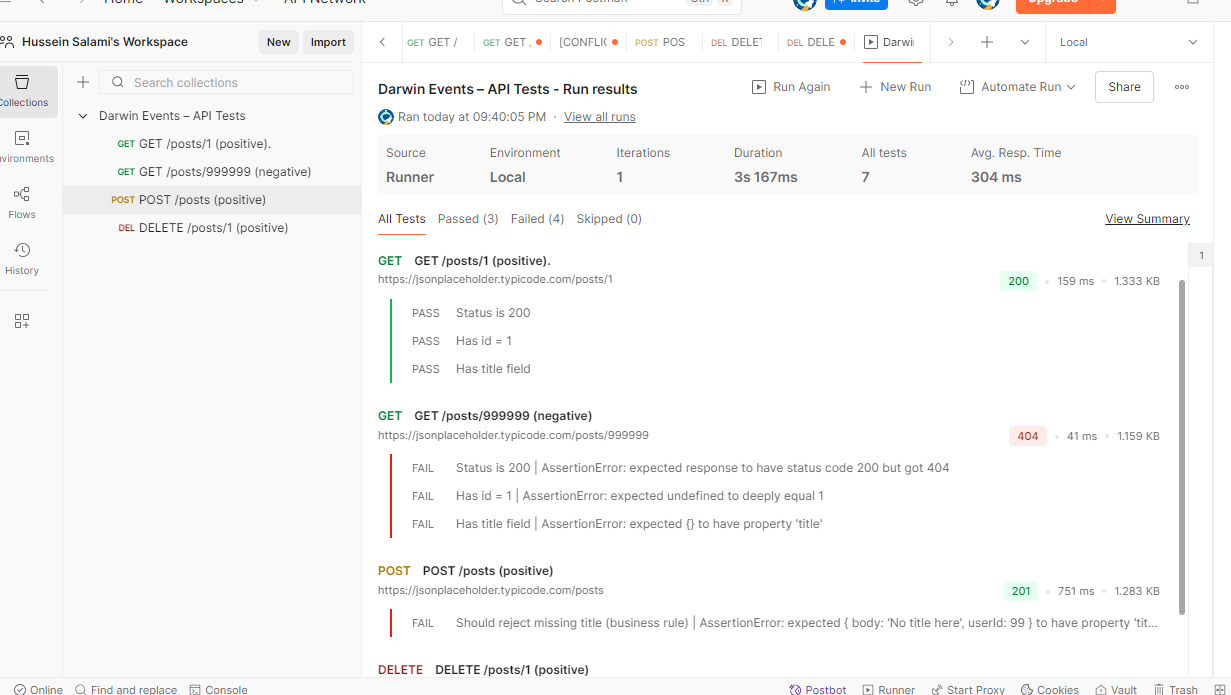 Home Workspaces API Network Search Postman Ctrl K Invite Upgrade
Hussein Salami's Workspace New Import GET GET / GET GET , [CONFLIC POST POS DEL DELET DEL DELE Darwi Local
Collections
Environments
Flows
History
Search collections
Darwin Events – API Tests
GET GET /posts/1 (positive).
GET GET /posts/999999 (negative)
POST POST /posts (positive)
DEL DELETE /posts/1 (positive)
Darwin Events – API Tests - Run results
Run Again New Run Automate Run Share
Ran today at 09:40:05 PM · View all runs
Source Environment Iterations Duration All tests Avg. Resp. Time
Runner Local 1 3s 167ms 7 304 ms
All Tests Passed (3) Failed (4) Skipped (0) View Summary
1
GET GET /posts/1 (positive).
https://jsonplaceholder.typicode.com/posts/1
200 159 ms 1.333 KB
PASS Status is 200
PASS Has id = 1
PASS Has title field
GET GET /posts/999999 (negative)
https://jsonplaceholder.typicode.com/posts/999999
404 41 ms 1.159 KB
FAIL Status is 200 | AssertionError: expected response to have status code 200 but got 404
FAIL Has id = 1 | AssertionError: expected undefined to deeply equal 1
FAIL Has title field | AssertionError: expected {} to have property 'title'
POST POST /posts (positive)
https://jsonplaceholder.typicode.com/posts
201 751 ms 1.283 KB
FAIL Should reject missing title (business rule) | AssertionError: expected { body: 'No title here', userId: 99 } to have property 'tit...
DELETE DELETE /posts/1 (positive)
Online Find and replace Console Postbot Runner Start Proxy Cookies Vault Trash